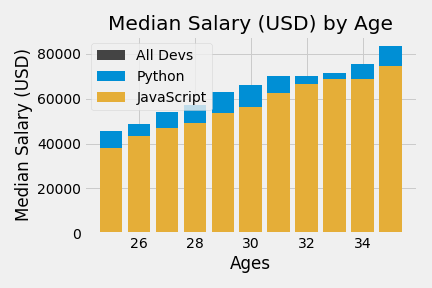 Median Salary (USD) by Age
Median Salary (USD)
80000
60000
40000
20000
0
All Devs
Python
JavaScript
26 28 30 32 34
Ages